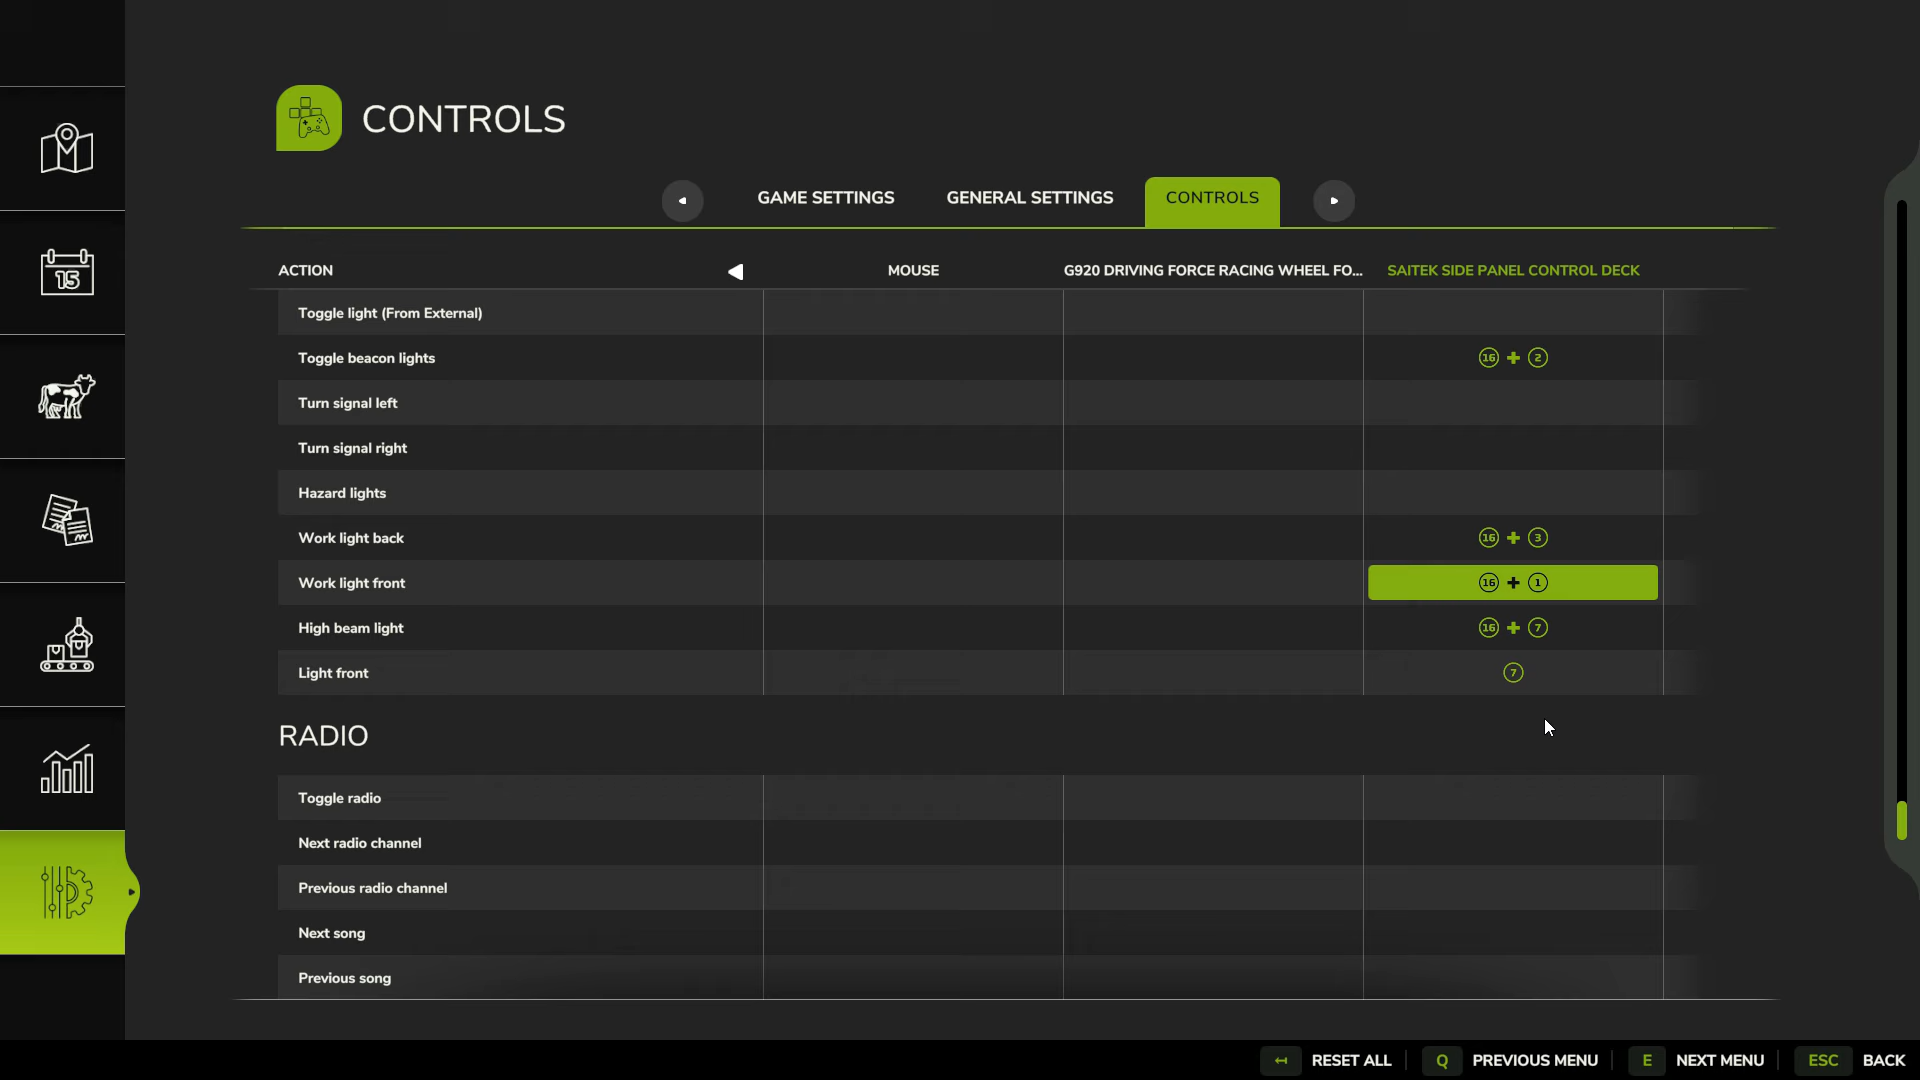 CONTROLS
GAME SETTINGS GENERAL SETTINGS CONTROLS
ACTION MOUSE G920 DRIVING FORCE RACING WHEEL FO... SAITEK SIDE PANEL CONTROL DECK
Toggle light (From External)
Toggle beacon lights 16 + 2
Turn signal left
Turn signal right
Hazard lights
Work light back 16 + 3
Work light front 16 + 1
High beam light 16 + 7
Light front 7
RADIO
Toggle radio
Next radio channel
Previous radio channel
Next song
Previous song
15
RESET ALL Q PREVIOUS MENU E NEXT MENU ESC BACK